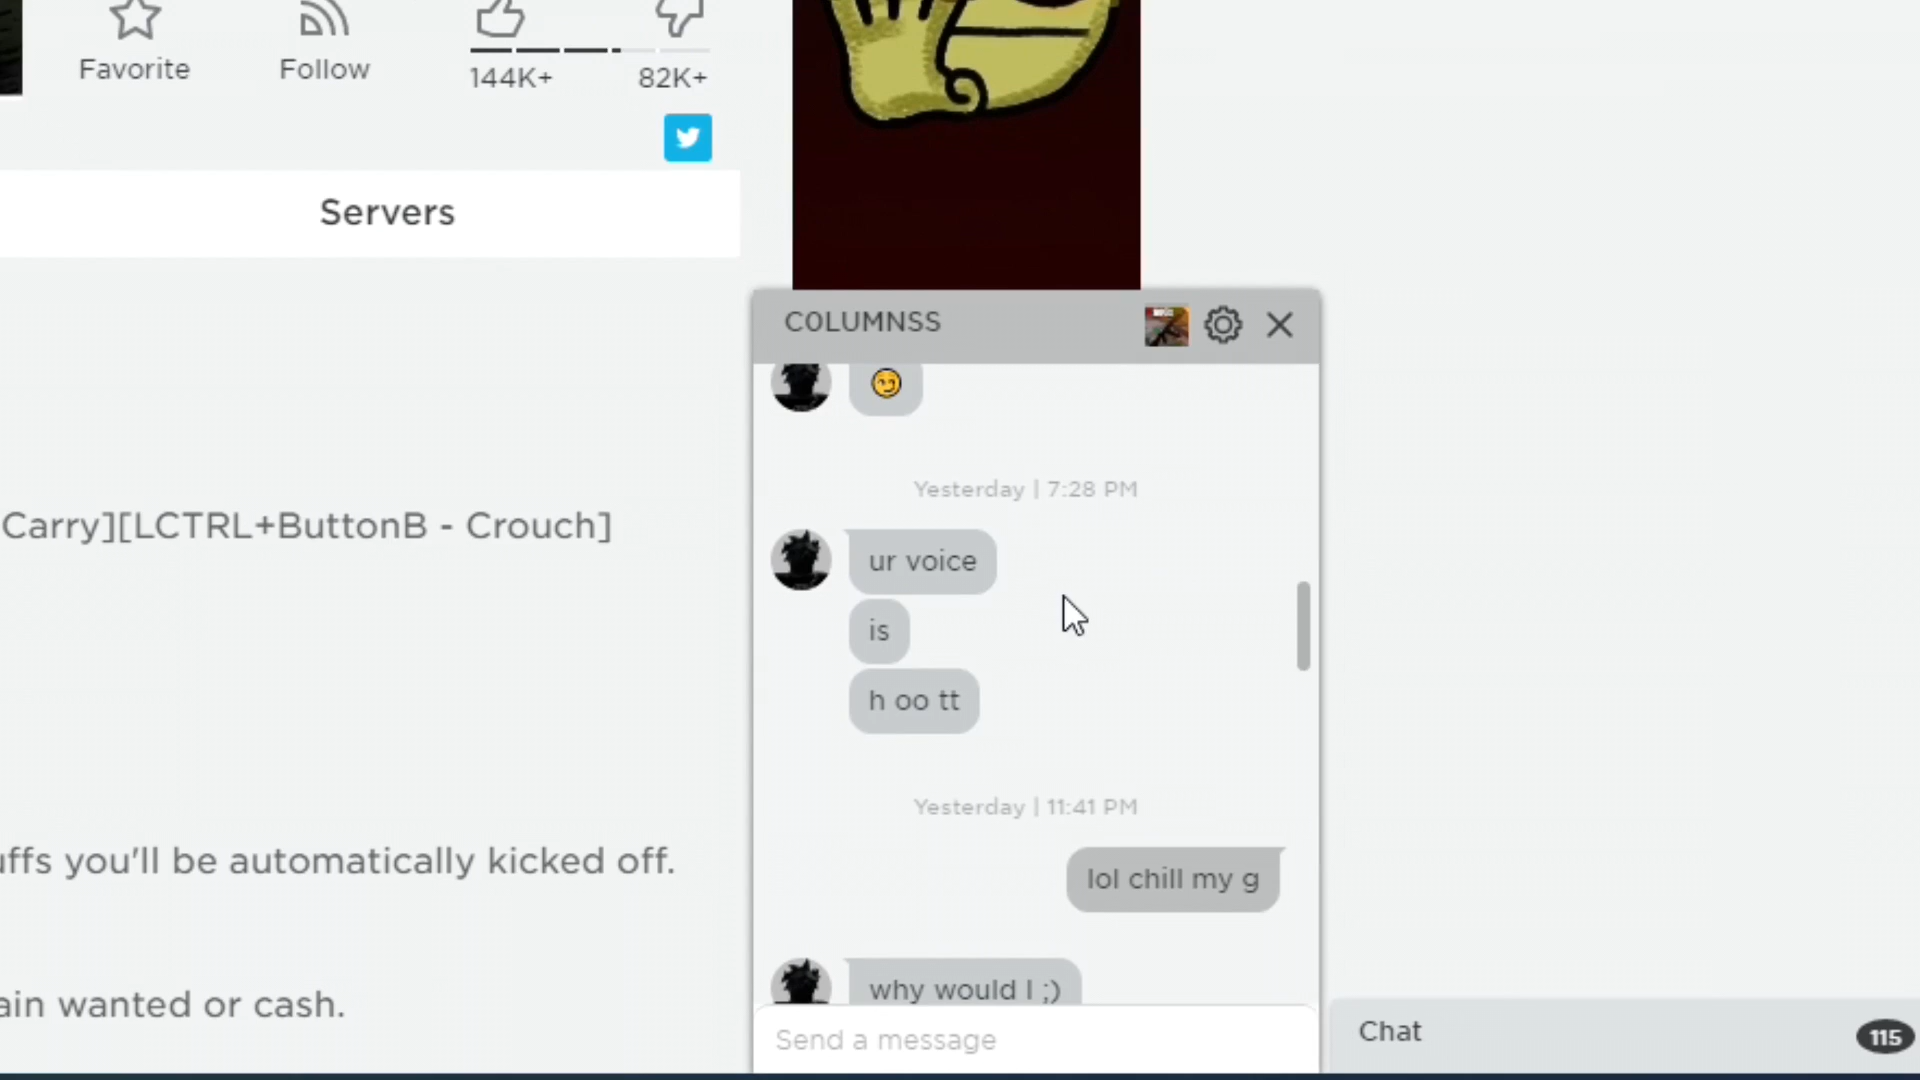 Favorite
Follow
144K+
82K+
Servers
Carry][LCTRL+ButtonB - Crouch]
uffs you'll be automatically kicked off.
ain wanted or cash.
C0LUMNSS
Yesterday | 7:28 PM
ur voice
is
h oo tt
Yesterday | 11:41 PM
lol chill my g
why would I ;)
Send a message
Chat
115